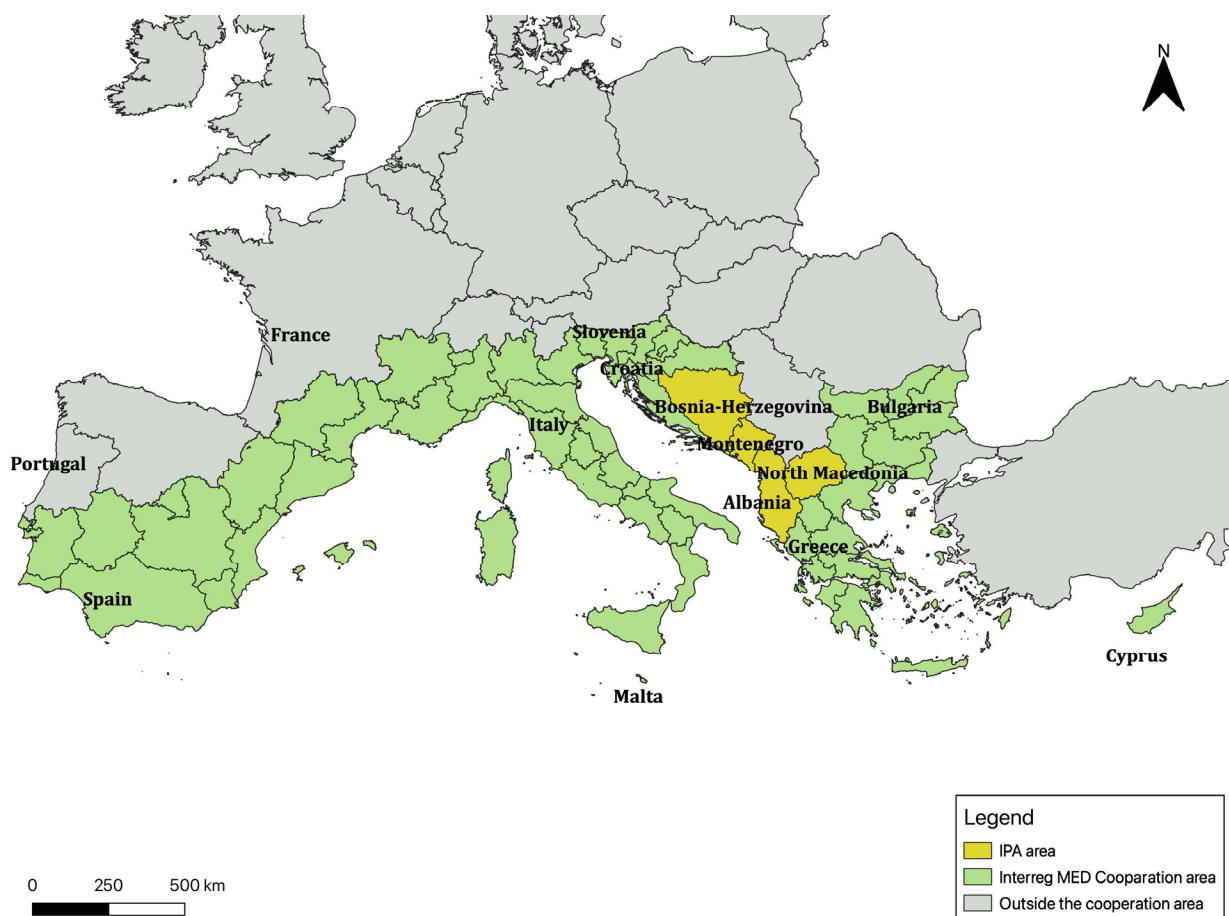 N
Slovenia
France
Croatia
Bosnia-Herzegovina
Bulgaria
Italy
Montenegro
Portugal
North Macedonia
Albania
Greece
Spain
Cyprus
Malta
Legend
IPA area
Interreg MED Cooparation area
Outside the cooperation area
0 250 500 km